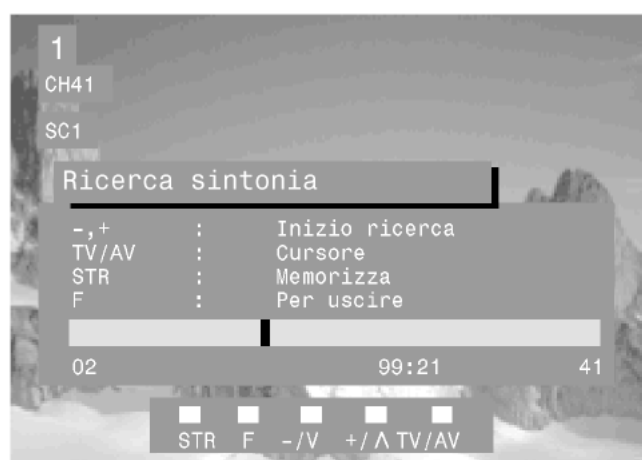 1
CH41
SC1
Ricerca sintonia
-,+ : Inizio ricerca
TV/AV : Cursore
STR : Memorizza
F : Per uscire
02 99:21 41
STR F -/V +/Λ TV/AV